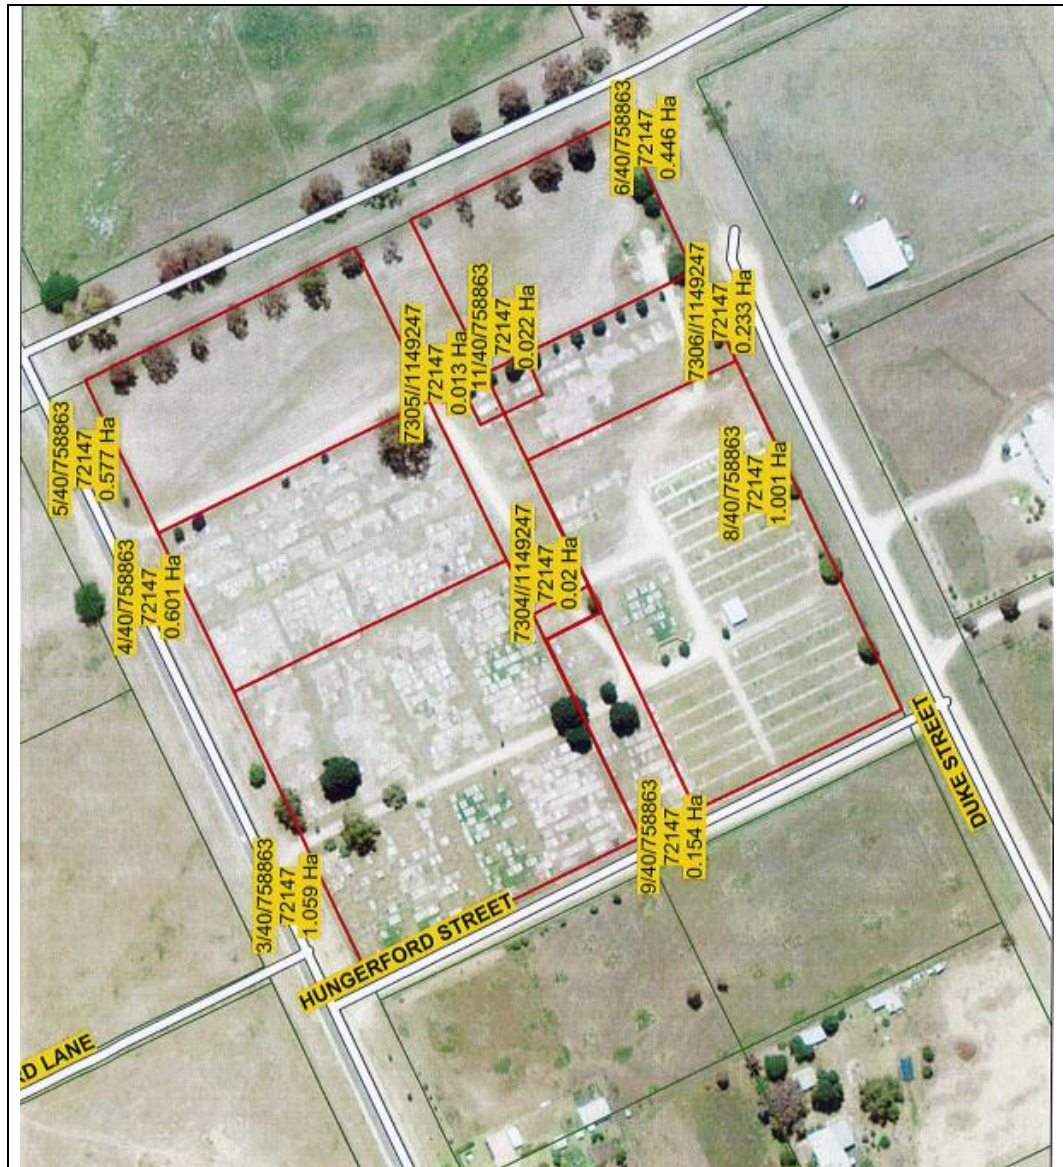 6/40/758863
72147
0.446 Ha
7306//1149247
72147
0.233 Ha
11/40/758863
72147
0.022 Ha
7305//1149247
72147
0.013 Ha
5/40/758863
72147
0.577 Ha
4/40/758863
72147
0.601 Ha
8/40/758863
72147
1.001 Ha
7304//1149247
72147
0.02 Ha
9/40/758863
72147
0.154 Ha
3/40/758863
72147
1.059 Ha
DUKE STREET
HUNGERFORD STREET
RD LANE